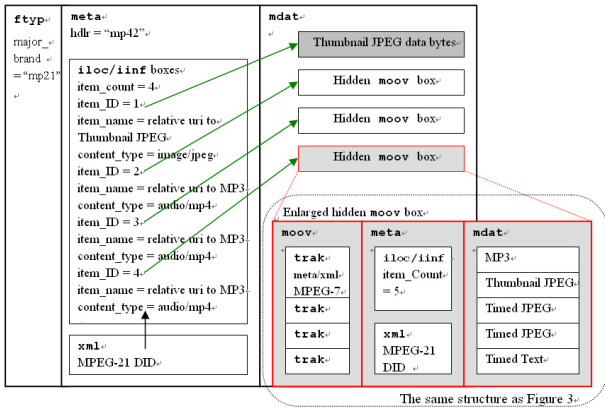 ftyp
major_
brand
="mp21"
meta
hdlr = "mp42"
iloc/iinf boxes
item_count = 4
item_ID = 1
item_name = relative uri to
Thumbnail JPEG
content_type = image/jpeg
item_ID = 2
item_name = relative uri to MP3
content_type = audio/mp4
item_ID = 3
item_name = relative uri to MP3
content_type = audio/mp4
item_ID = 4
item_name = relative uri to MP3
content_type = audio/mp4
xml
MPEG-21 DID
mdat
Thumbnail JPEG data bytes
Hidden moov box
Hidden moov box
Hidden moov box
Enlarged hidden moov box
moov
trak
meta/xml
MPEG-7
trak
trak
trak
meta
iloc/iinf
item_Count
= 5
xml
MPEG-21
DID
mdat
MP3
Thumbnail JPEG
Timed JPEG
Timed JPEG
Timed Text
The same structure as Figure 3